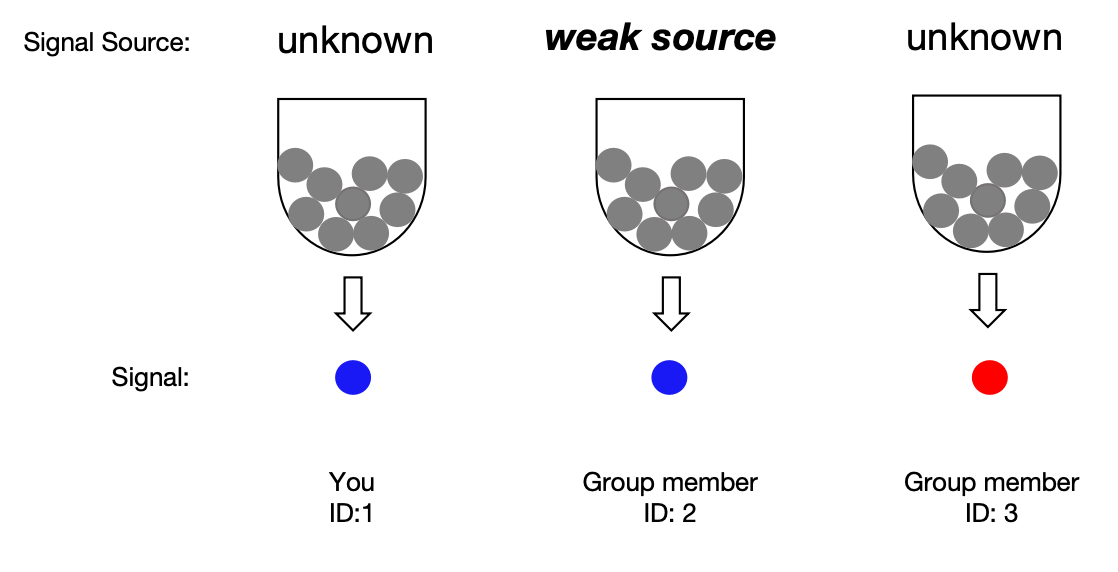 Signal Source:
unknown
weak source
unknown
Signal:
You
ID:1
Group member
ID: 2
Group member
ID: 3